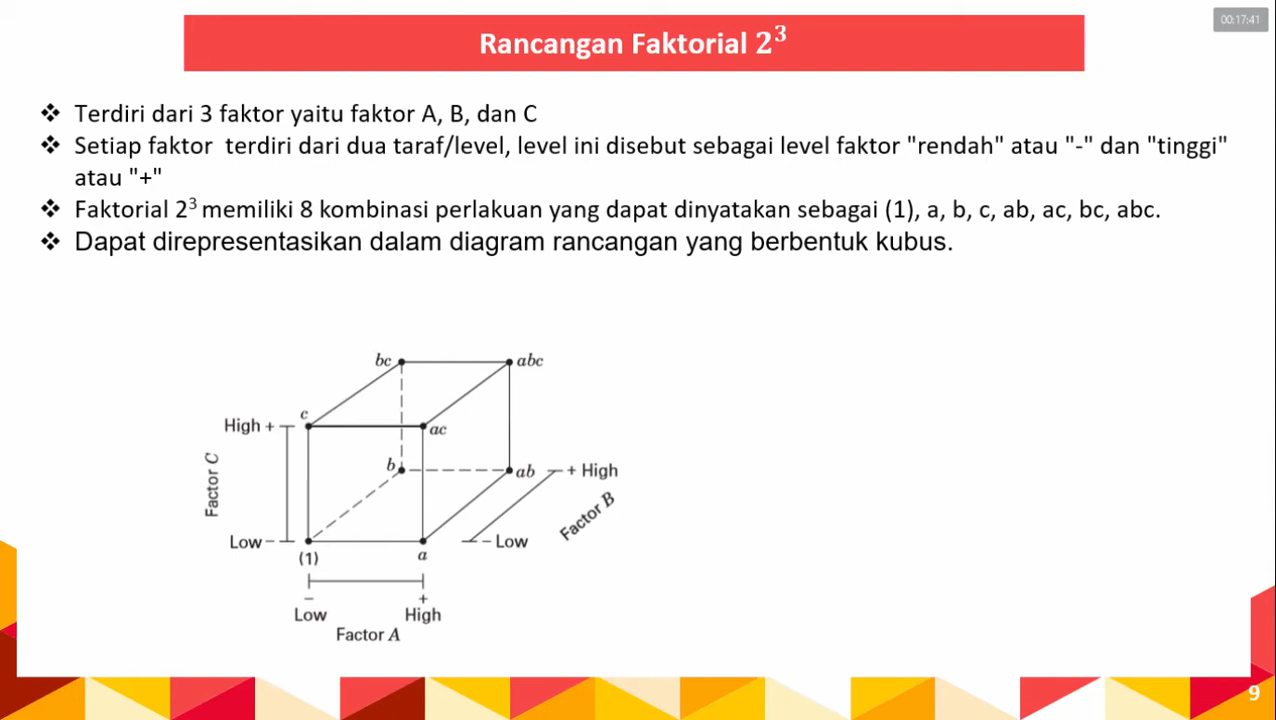 00:17:41
Rancangan Faktorial 2³
❖ Terdiri dari 3 faktor yaitu faktor A, B, dan C
❖ Setiap faktor terdiri dari dua taraf/level, level ini disebut sebagai level faktor "rendah" atau "-" dan "tinggi"
atau "+"
❖ Faktorial 2³ memiliki 8 kombinasi perlakuan yang dapat dinyatakan sebagai (1), a, b, c, ab, ac, bc, abc.
❖ Dapat direpresentasikan dalam diagram rancangan yang berbentuk kubus.
bc abc
c
High + ac
b ab + High
Factor C
Factor B
Low − − Low
(1) a
− +
Low High
Factor A
9